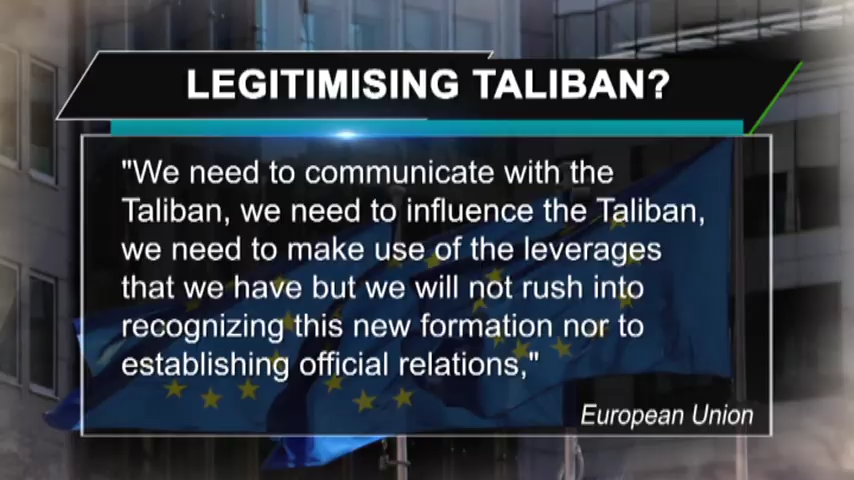 LEGITIMISING TALIBAN?
"We need to communicate with the
Taliban, we need to influence the Taliban,
we need to make use of the leverages
that we have but we will not rush into
recognizing this new formation nor to
establishing official relations,"
European Union